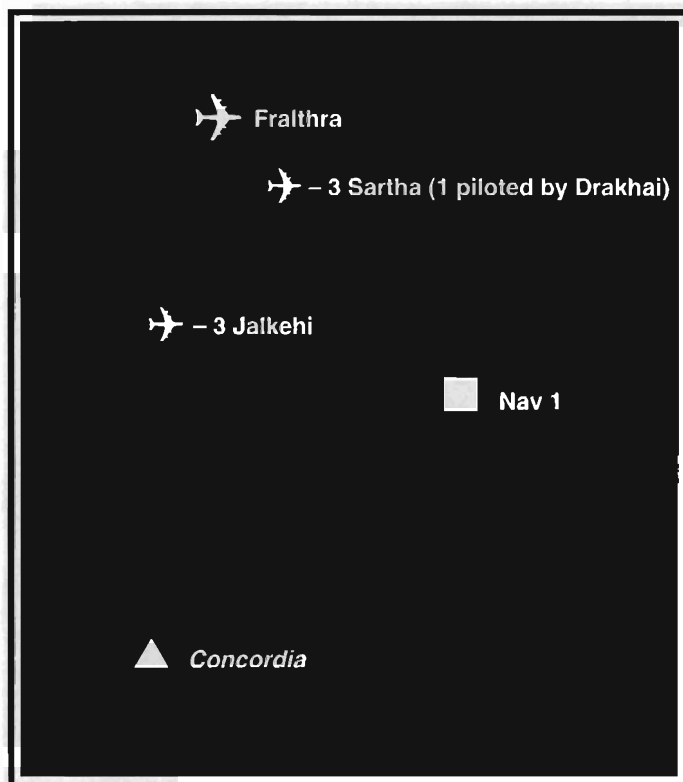 Fralthra
– 3 Sartha (1 piloted by Drakhai)
– 3 Jalkehi
Nav 1
Concordia